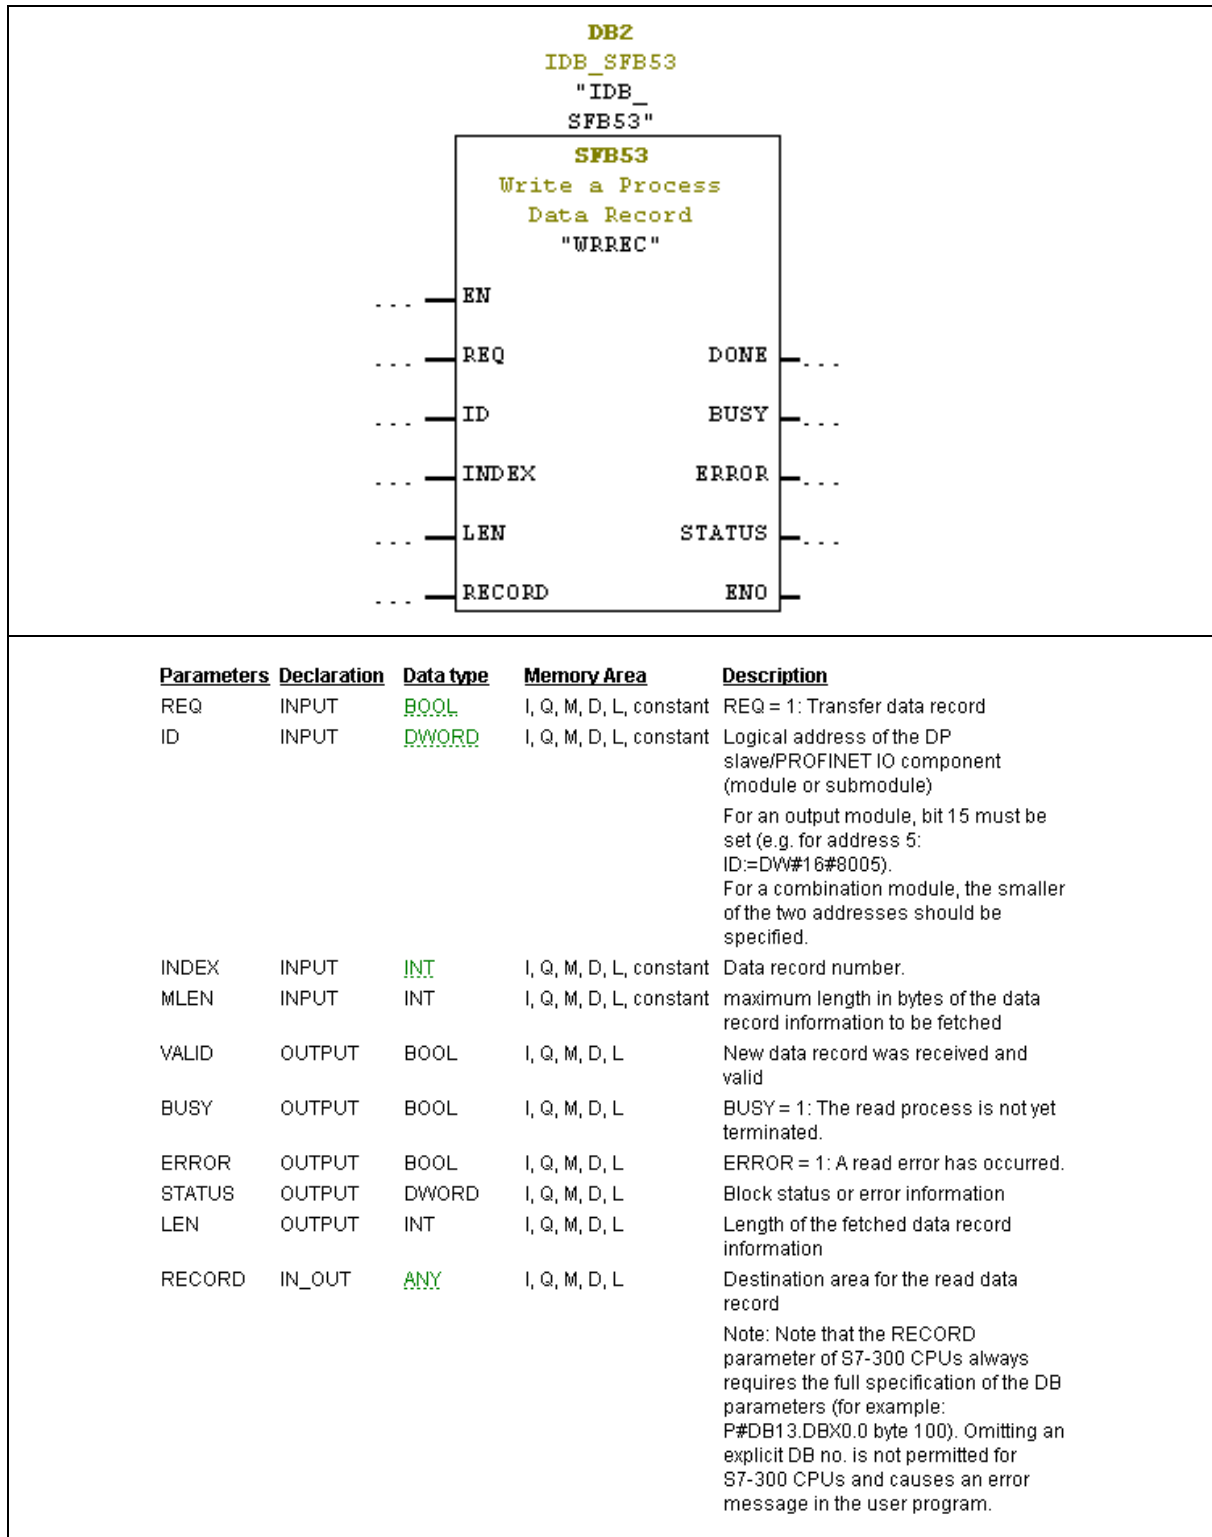 DB2
IDB_SFB53
"IDB_
SFB53"
SFB53
Write a Process
Data Record
"WRREC"
... EN
... REQ DONE ...
... ID BUSY ...
... INDEX ERROR ...
... LEN STATUS ...
... RECORD ENO
Parameters Declaration Data type Memory Area Description
REQ INPUT BOOL I, Q, M, D, L, constant REQ = 1: Transfer data record
ID INPUT DWORD I, Q, M, D, L, constant Logical address of the DP
slave/PROFINET IO component
(module or submodule)
For an output module, bit 15 must be
set (e.g. for address 5:
ID:=DW#16#8005).
For a combination module, the smaller
of the two addresses should be
specified.
INDEX INPUT INT I, Q, M, D, L, constant Data record number.
MLEN INPUT INT I, Q, M, D, L, constant maximum length in bytes of the data
record information to be fetched
VALID OUTPUT BOOL I, Q, M, D, L New data record was received and
valid
BUSY OUTPUT BOOL I, Q, M, D, L BUSY = 1: The read process is not yet
terminated.
ERROR OUTPUT BOOL I, Q, M, D, L ERROR = 1: A read error has occurred.
STATUS OUTPUT DWORD I, Q, M, D, L Block status or error information
LEN OUTPUT INT I, Q, M, D, L Length of the fetched data record
information
RECORD IN_OUT ANY I, Q, M, D, L Destination area for the read data
record
Note: Note that the RECORD
parameter of S7-300 CPUs always
requires the full specification of the DB
parameters (for example:
P#DB13.DBX0.0 byte 100). Omitting an
explicit DB no. is not permitted for
S7-300 CPUs and causes an error
message in the user program.